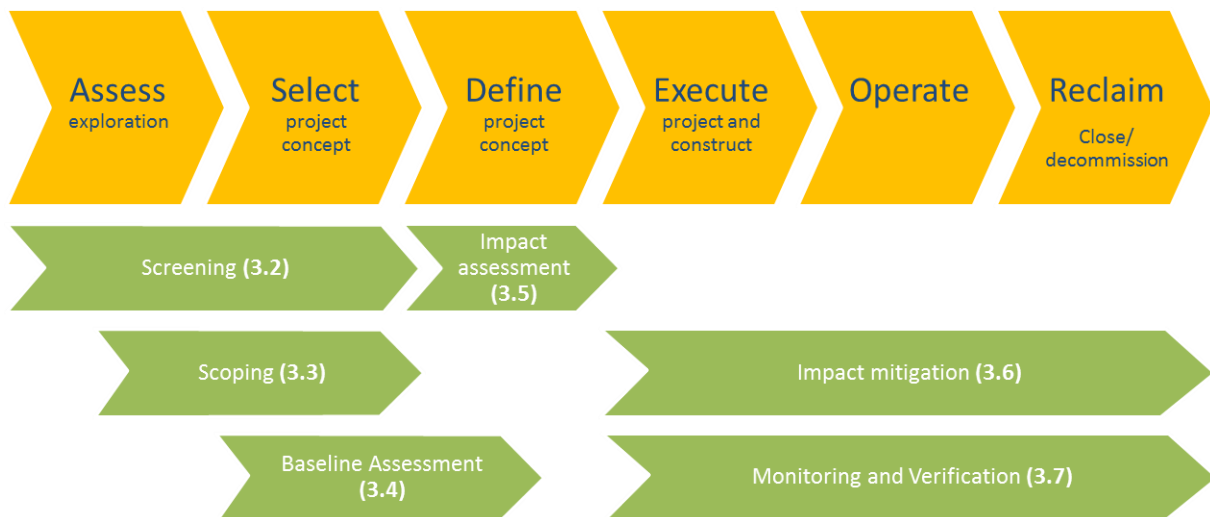 Assess
exploration
Select
project
concept
Define
project
concept
Execute
project and
construct
Operate
Reclaim
Close/
decommission
Screening (3.2)
Impact
assessment
(3.5)
Scoping (3.3)
Impact mitigation (3.6)
Baseline Assessment
(3.4)
Monitoring and Verification (3.7)